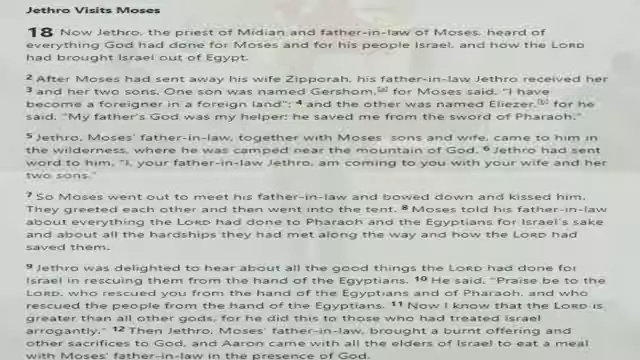 Jethro Visits Moses
18 Now Jethro, the priest of Midian and father-in-law of Moses, heard of
everything God had done for Moses and for his people Israel, and how the LORD
had brought Israel out of Egypt.
2 After Moses had sent away his wife Zipporah, his father-in-law Jethro received her
3 and her two sons. One son was named Gershom,[a] for Moses said, "I have
become a foreigner in a foreign land"; 4 and the other was named Eliezer,[b] for he
said, "My father's God was my helper; he saved me from the sword of Pharaoh."
5 Jethro, Moses' father-in-law, together with Moses sons and wife, came to him in
the wilderness, where he was camped near the mountain of God. 6 Jethro had sent
word to him, "I, your father-in-law Jethro, am coming to you with your wife and her
two sons."
7 So Moses went out to meet his father-in-law and bowed down and kissed him.
They greeted each other and then went into the tent. 8 Moses told his father-in-law
about everything the LORD had done to Pharaoh and the Egyptians for Israel's sake
and about all the hardships they had met along the way and how the LORD had
saved them.
9 Jethro was delighted to hear about all the good things the LORD had done for
Israel in rescuing them from the hand of the Egyptians. 10 He said, "Praise be to the
LORD, who rescued you from the hand of the Egyptians and of Pharaoh, and who
rescued the people from the hand of the Egyptians. 11 Now I know that the LORD is
greater than all other gods, for he did this to those who had treated Israel
arrogantly." 12 Then Jethro, Moses' father-in-law, brought a burnt offering and
other sacrifices to God, and Aaron came with all the elders of Israel to eat a meal
with Moses' father-in-law in the presence of God.